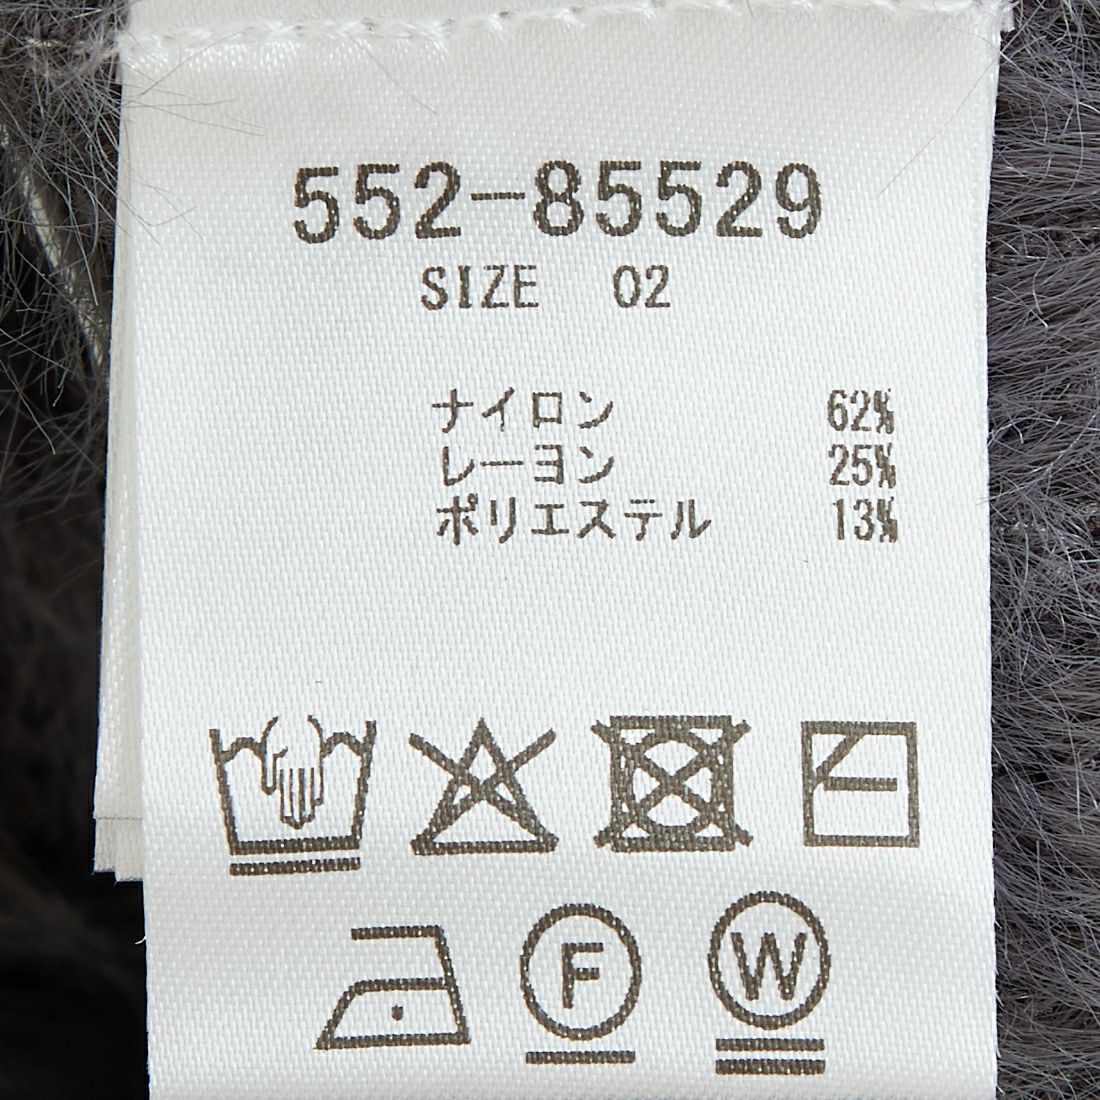 552-85529
SIZE 02
ナイロン 62%
レーヨン 25%
ポリエステル 13%
F
W